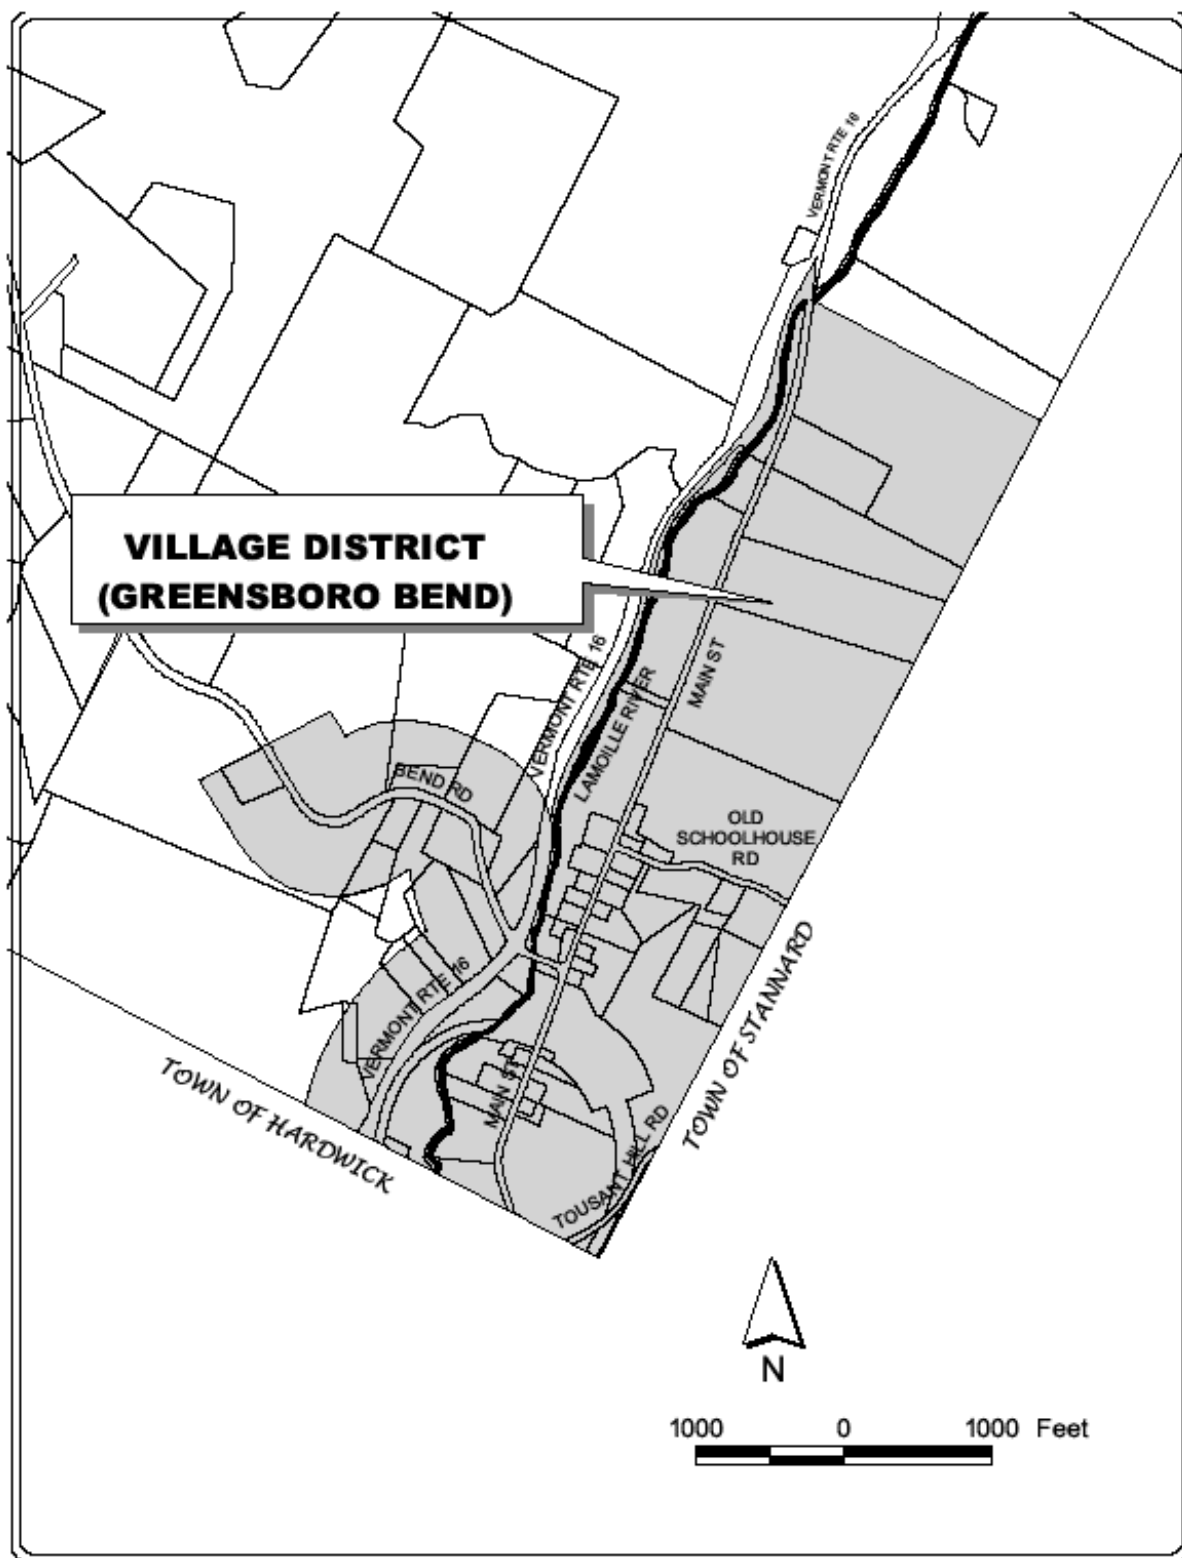 VERMONT RTE 16
VILLAGE DISTRICT
(GREENSBORO BEND)
VERMONT RTE 16
MAIN ST
LAMOILLE RIVER
BEND RD
OLD
SCHOOLHOUSE
RD
VERMONT RTE 16
TOWN OF STANNARD
MAIN ST
TOWN OF HARDWICK
TOUSANT HILL RD
N
1000 0 1000 Feet